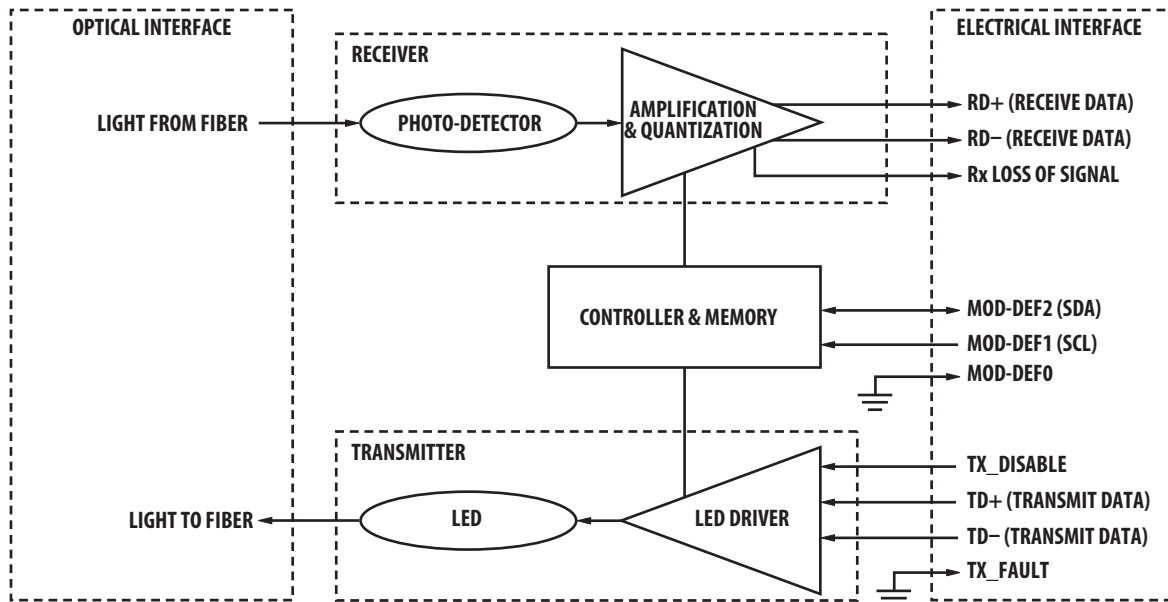 OPTICAL INTERFACE
ELECTRICAL INTERFACE
RECEIVER
LIGHT FROM FIBER
PHOTO-DETECTOR
AMPLIFICATION
& QUANTIZATION
RD+ (RECEIVE DATA)
RD– (RECEIVE DATA)
Rx LOSS OF SIGNAL
CONTROLLER & MEMORY
MOD-DEF2 (SDA)
MOD-DEF1 (SCL)
MOD-DEF0
TRANSMITTER
LIGHT TO FIBER
LED
LED DRIVER
TX_DISABLE
TD+ (TRANSMIT DATA)
TD– (TRANSMIT DATA)
TX_FAULT